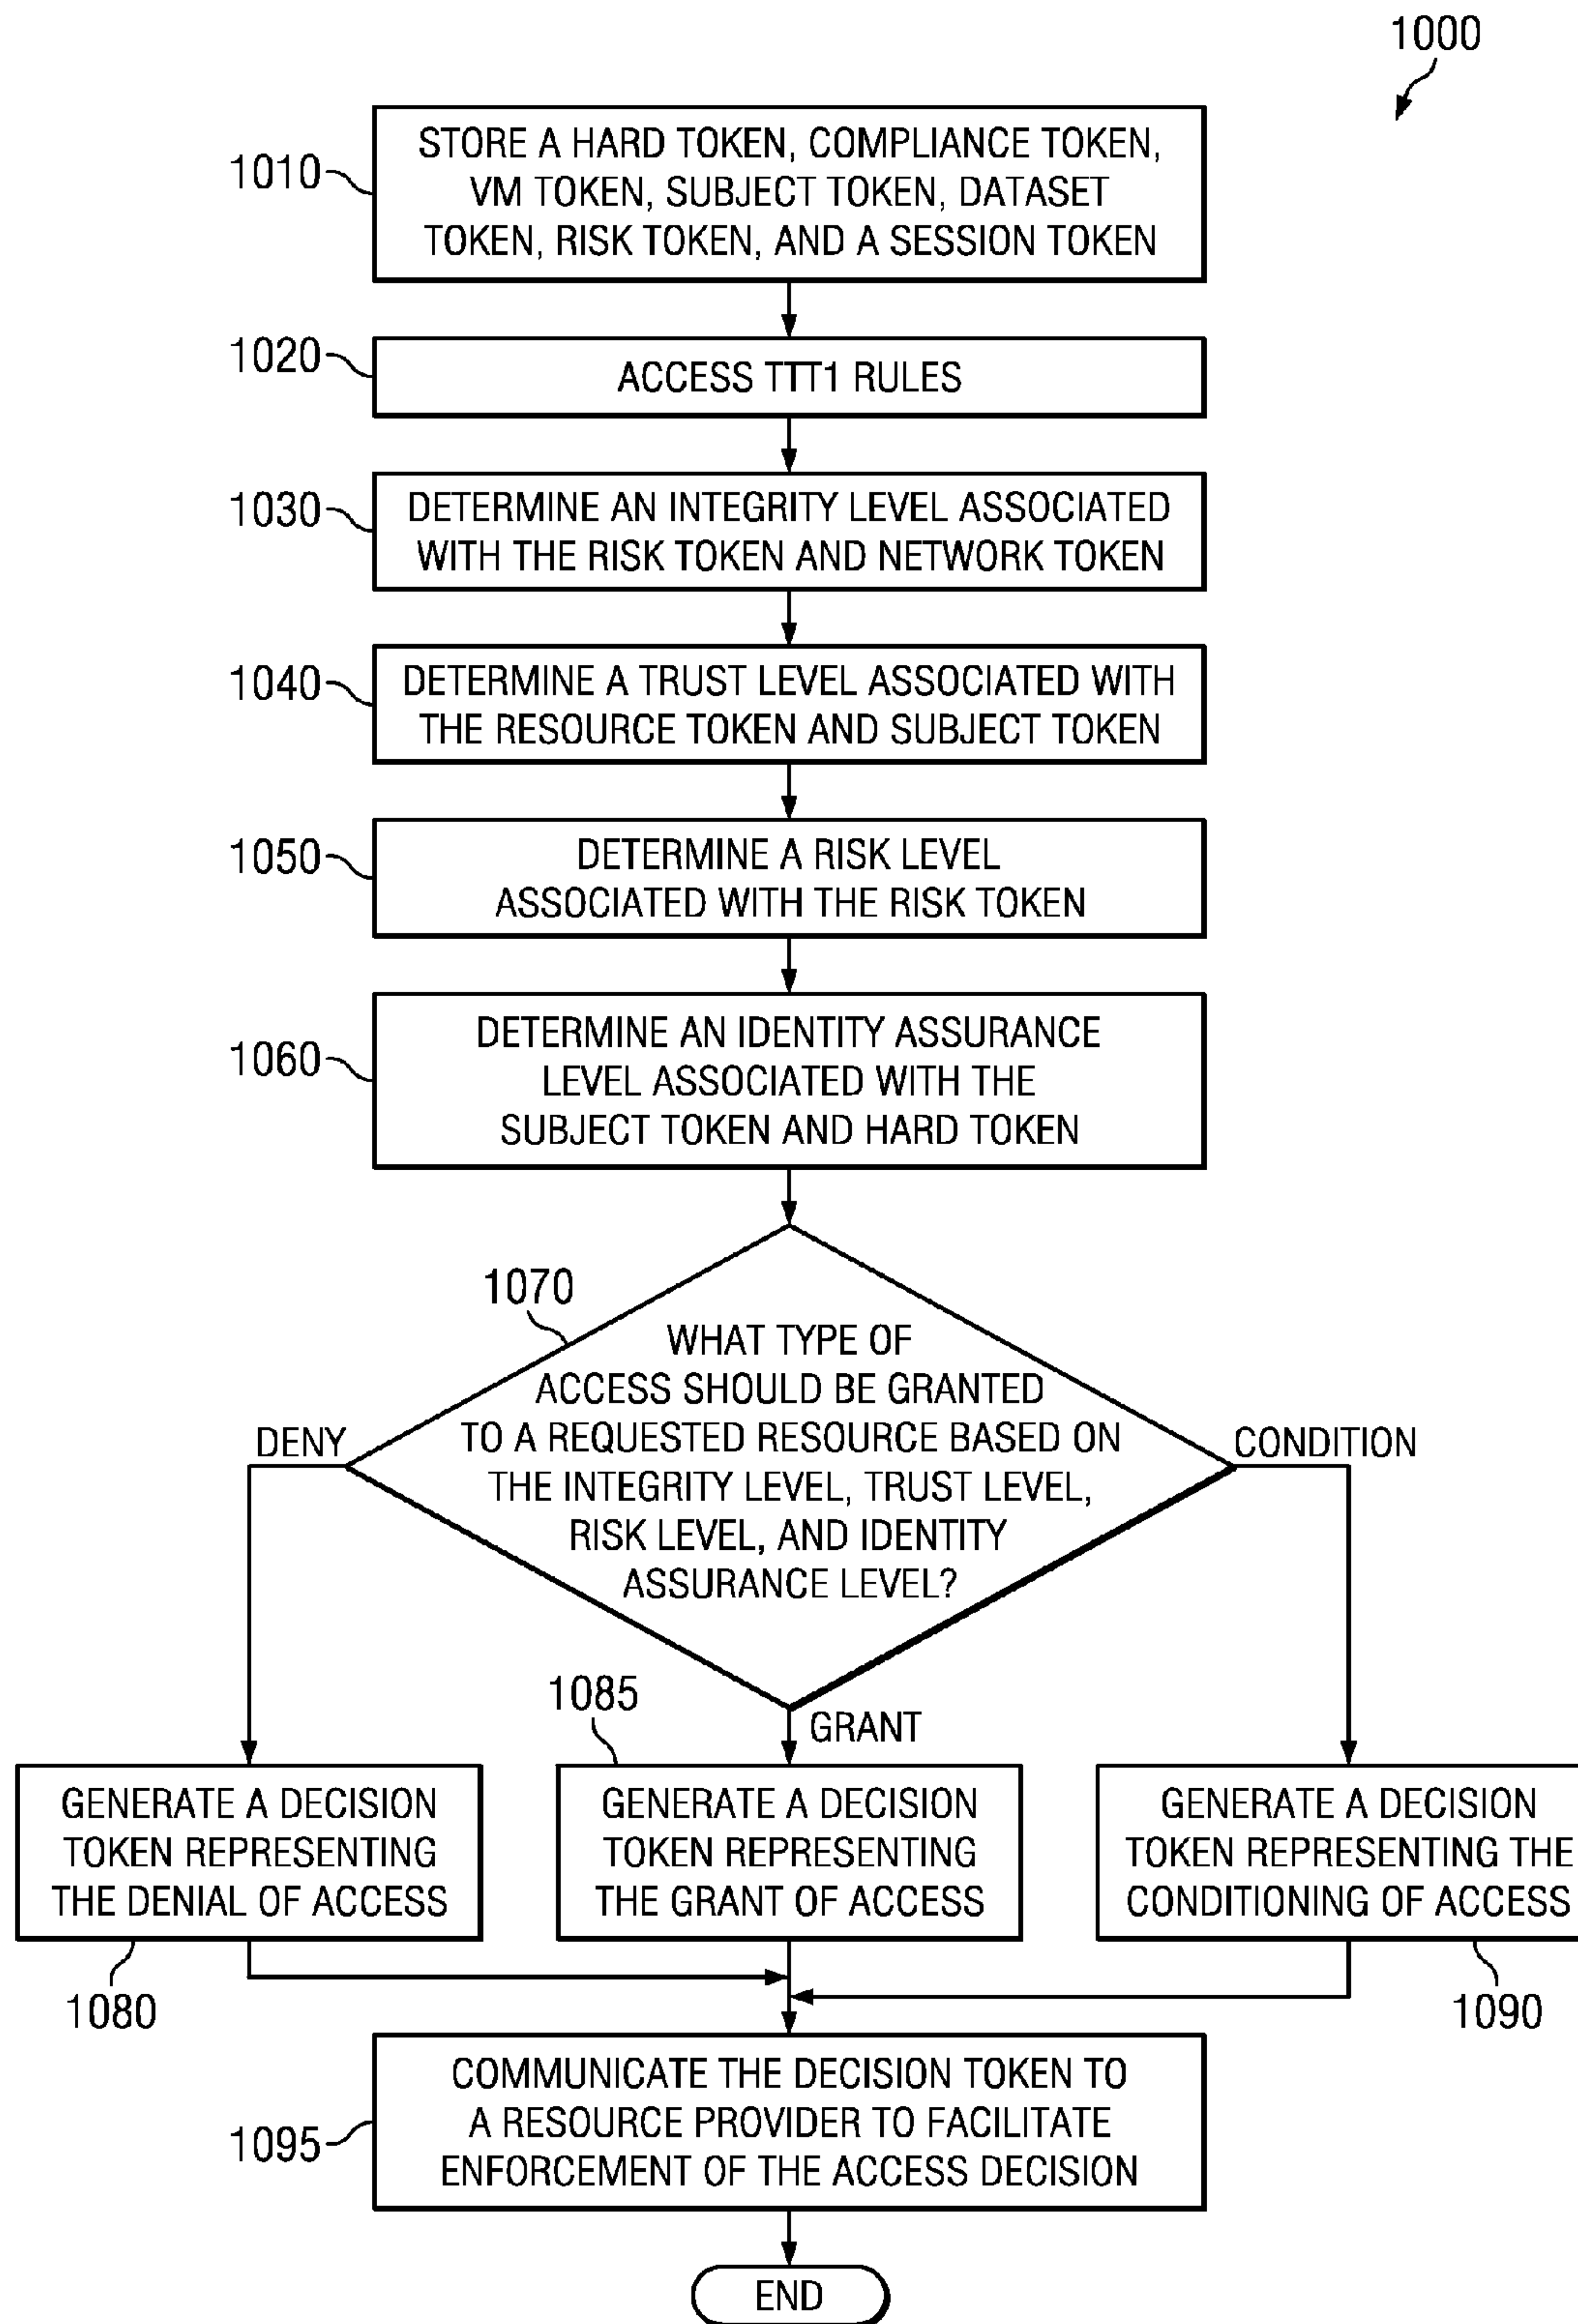 1000
1010
STORE A HARD TOKEN, COMPLIANCE TOKEN,
VM TOKEN, SUBJECT TOKEN, DATASET
TOKEN, RISK TOKEN, AND A SESSION TOKEN
1020
ACCESS TTT1 RULES
1030
DETERMINE AN INTEGRITY LEVEL ASSOCIATED
WITH THE RISK TOKEN AND NETWORK TOKEN
1040
DETERMINE A TRUST LEVEL ASSOCIATED WITH
THE RESOURCE TOKEN AND SUBJECT TOKEN
1050
DETERMINE A RISK LEVEL
ASSOCIATED WITH THE RISK TOKEN
1060
DETERMINE AN IDENTITY ASSURANCE
LEVEL ASSOCIATED WITH THE
SUBJECT TOKEN AND HARD TOKEN
1070
WHAT TYPE OF
ACCESS SHOULD BE GRANTED
TO A REQUESTED RESOURCE BASED ON
THE INTEGRITY LEVEL, TRUST LEVEL,
RISK LEVEL, AND IDENTITY
ASSURANCE LEVEL?
DENY
CONDITION
1085
GRANT
GENERATE A DECISION
TOKEN REPRESENTING
THE DENIAL OF ACCESS
GENERATE A DECISION
TOKEN REPRESENTING
THE GRANT OF ACCESS
GENERATE A DECISION
TOKEN REPRESENTING THE
CONDITIONING OF ACCESS
1080
1090
1095
COMMUNICATE THE DECISION TOKEN TO
A RESOURCE PROVIDER TO FACILITATE
ENFORCEMENT OF THE ACCESS DECISION
END